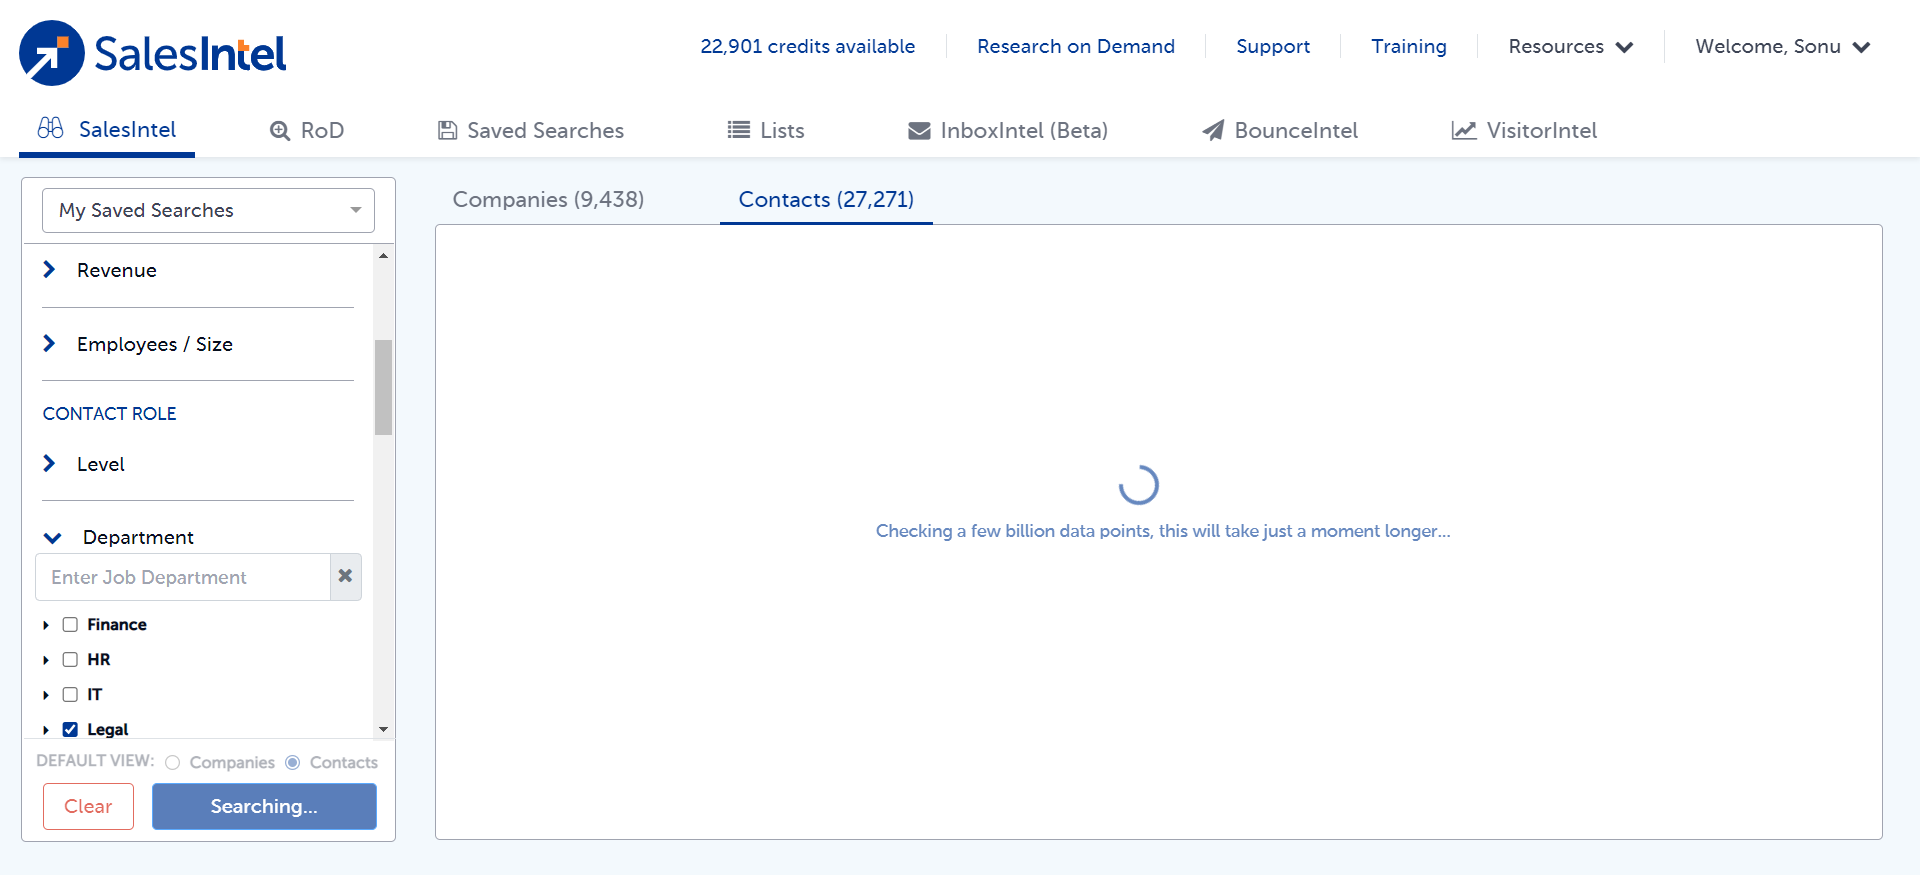 SalesIntel
22,901 credits available
Research on Demand
Support
Training
Resources
Welcome, Sonu
SalesIntel
RoD
Saved Searches
Lists
InboxIntel (Beta)
BounceIntel
VisitorIntel
My Saved Searches
Revenue
Employees / Size
CONTACT ROLE
Level
Department
Enter Job Department
Finance
HR
IT
Legal
DEFAULT VIEW:
Companies
Contacts
Clear
Searching...
Companies (9,438)
Contacts (27,271)
Checking a few billion data points, this will take just a moment longer...